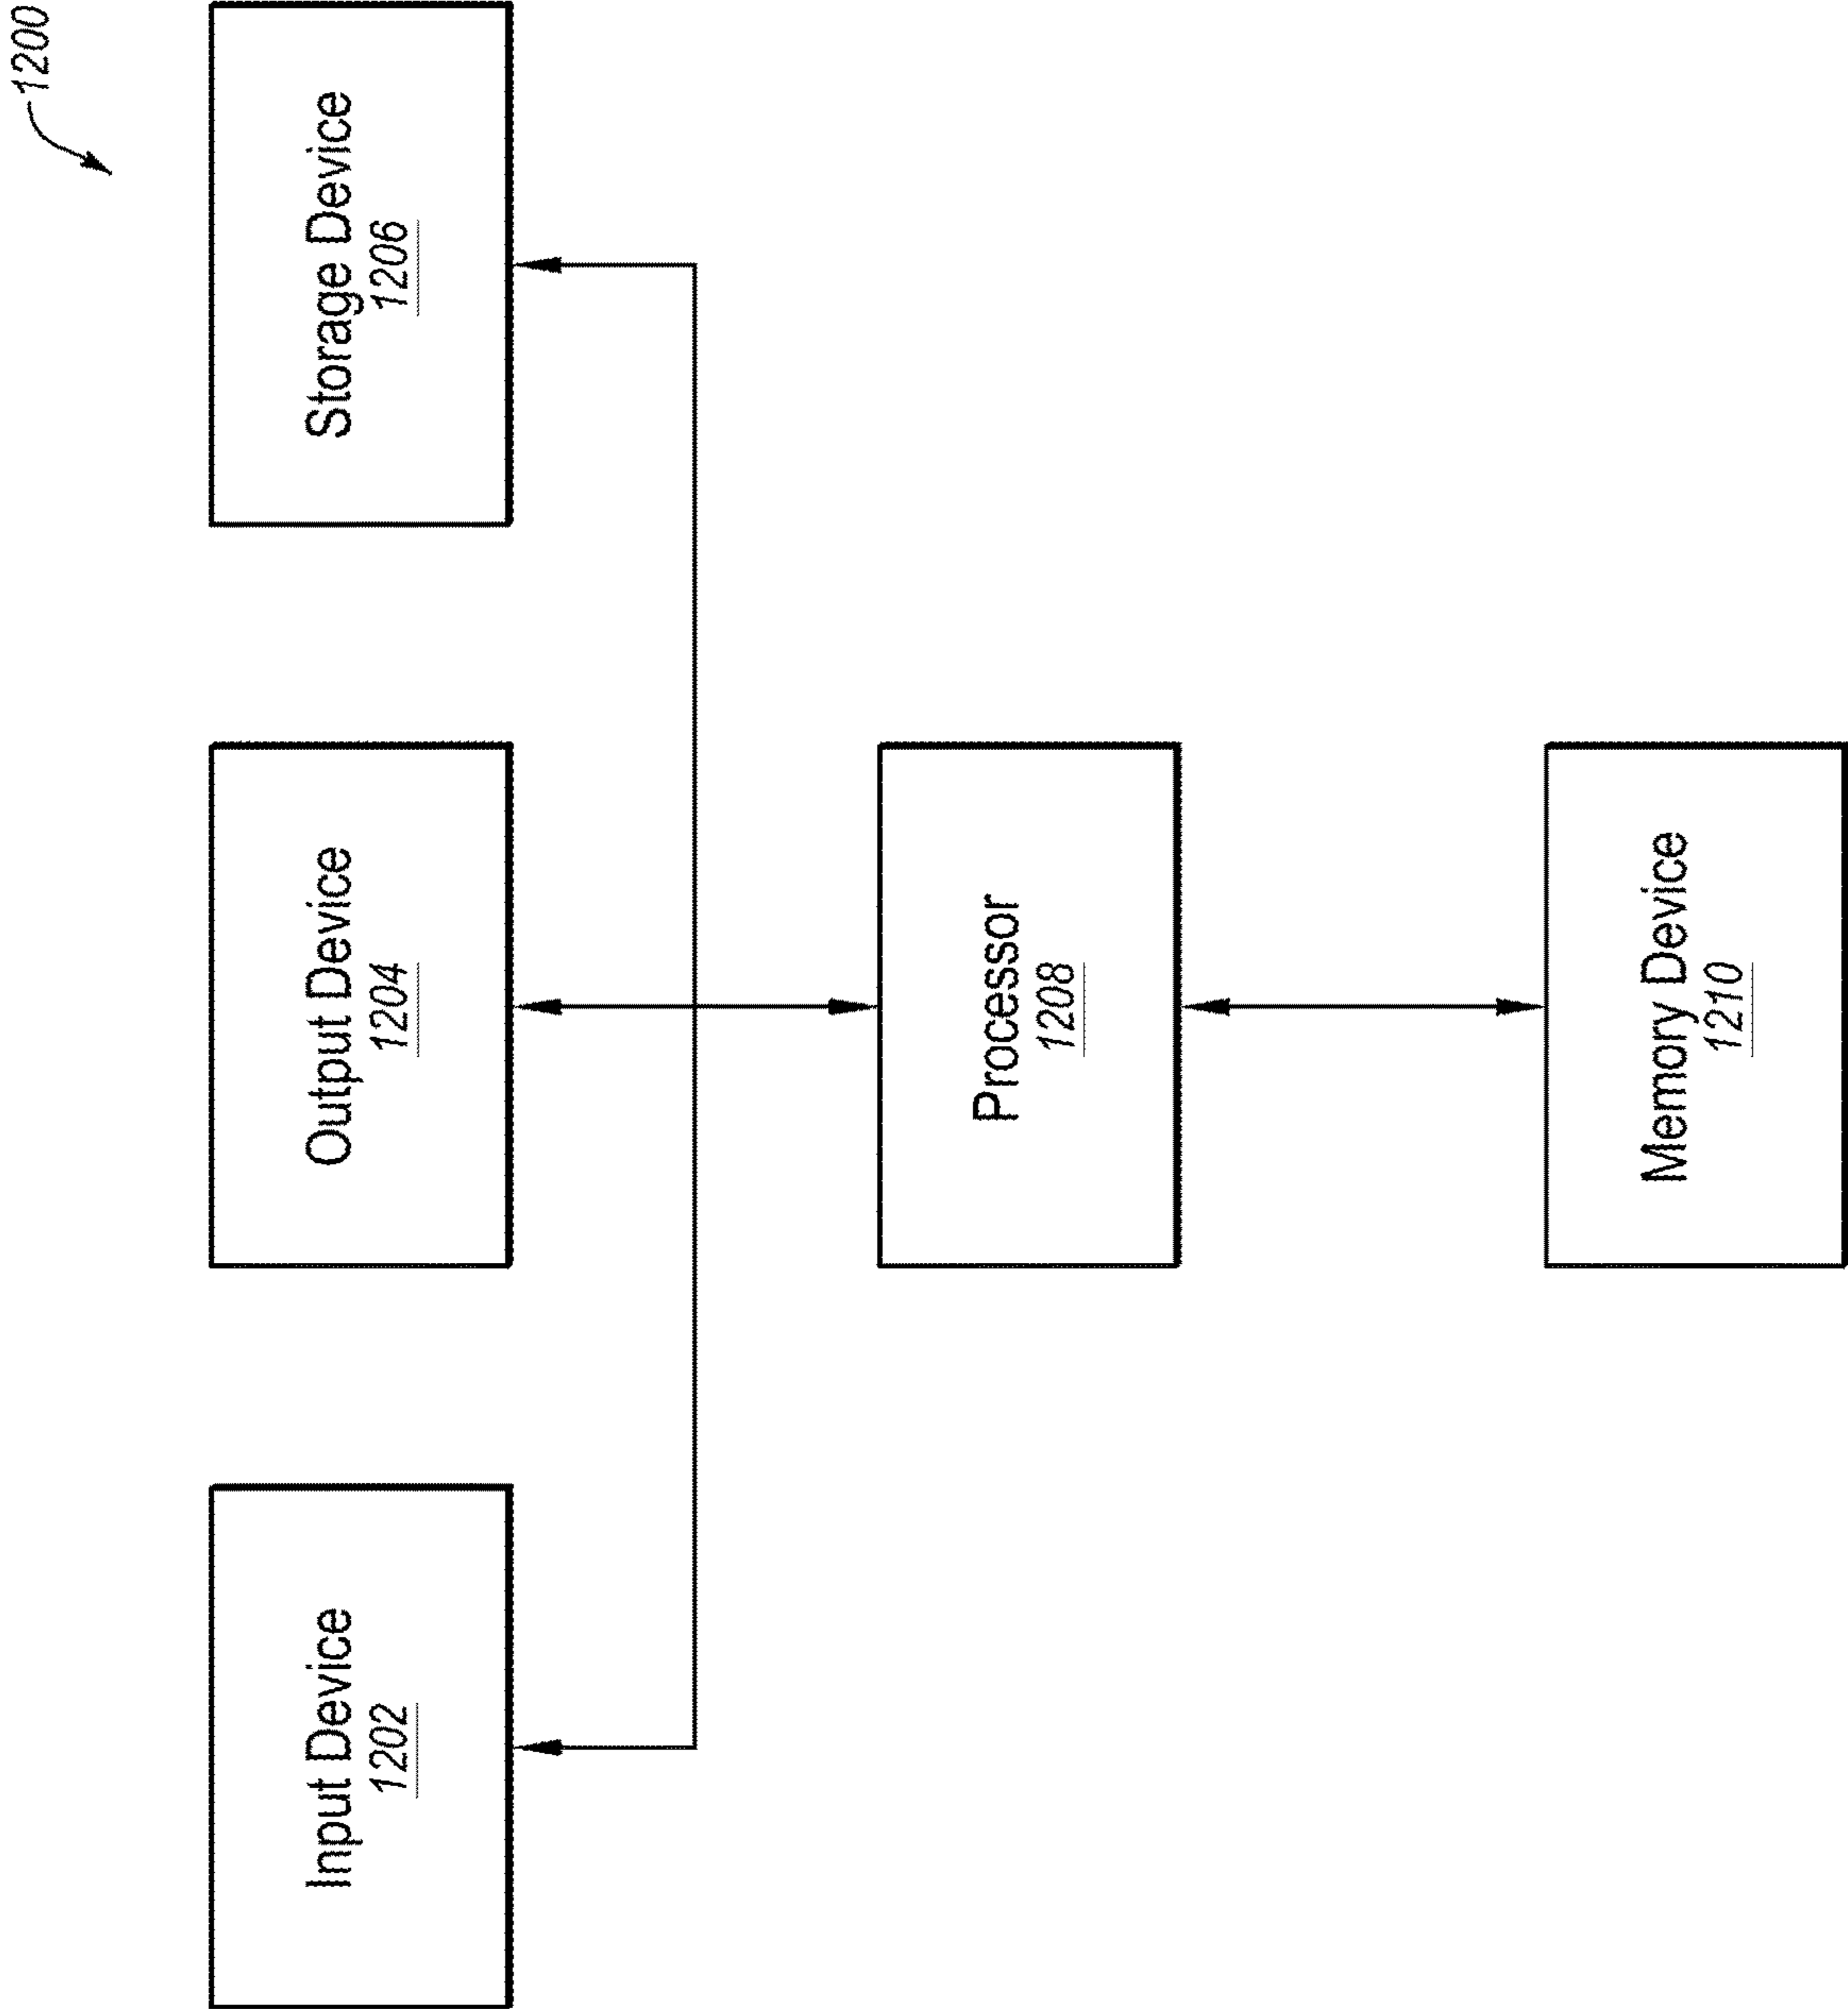 1200
Input Device
1202
Output Device
1204
Storage Device
1206
Processor
1208
Memory Device
1210